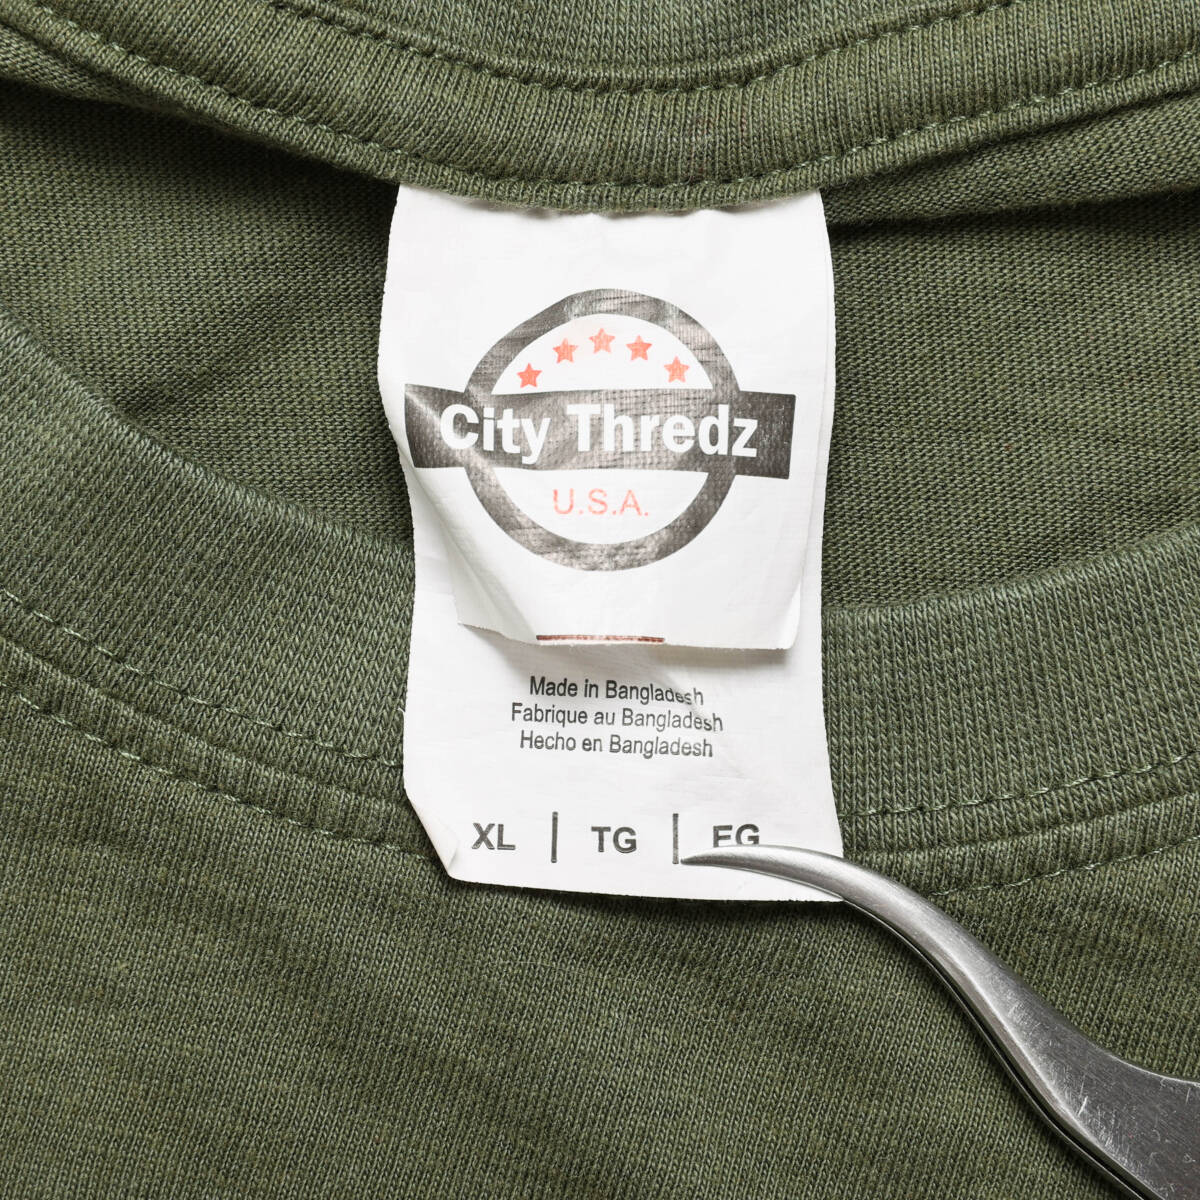 City Thredz
U.S.A.
Made in Bangladesh
Fabrique au Bangladesh
Hecho en Bangladesh
XL | TG | EG